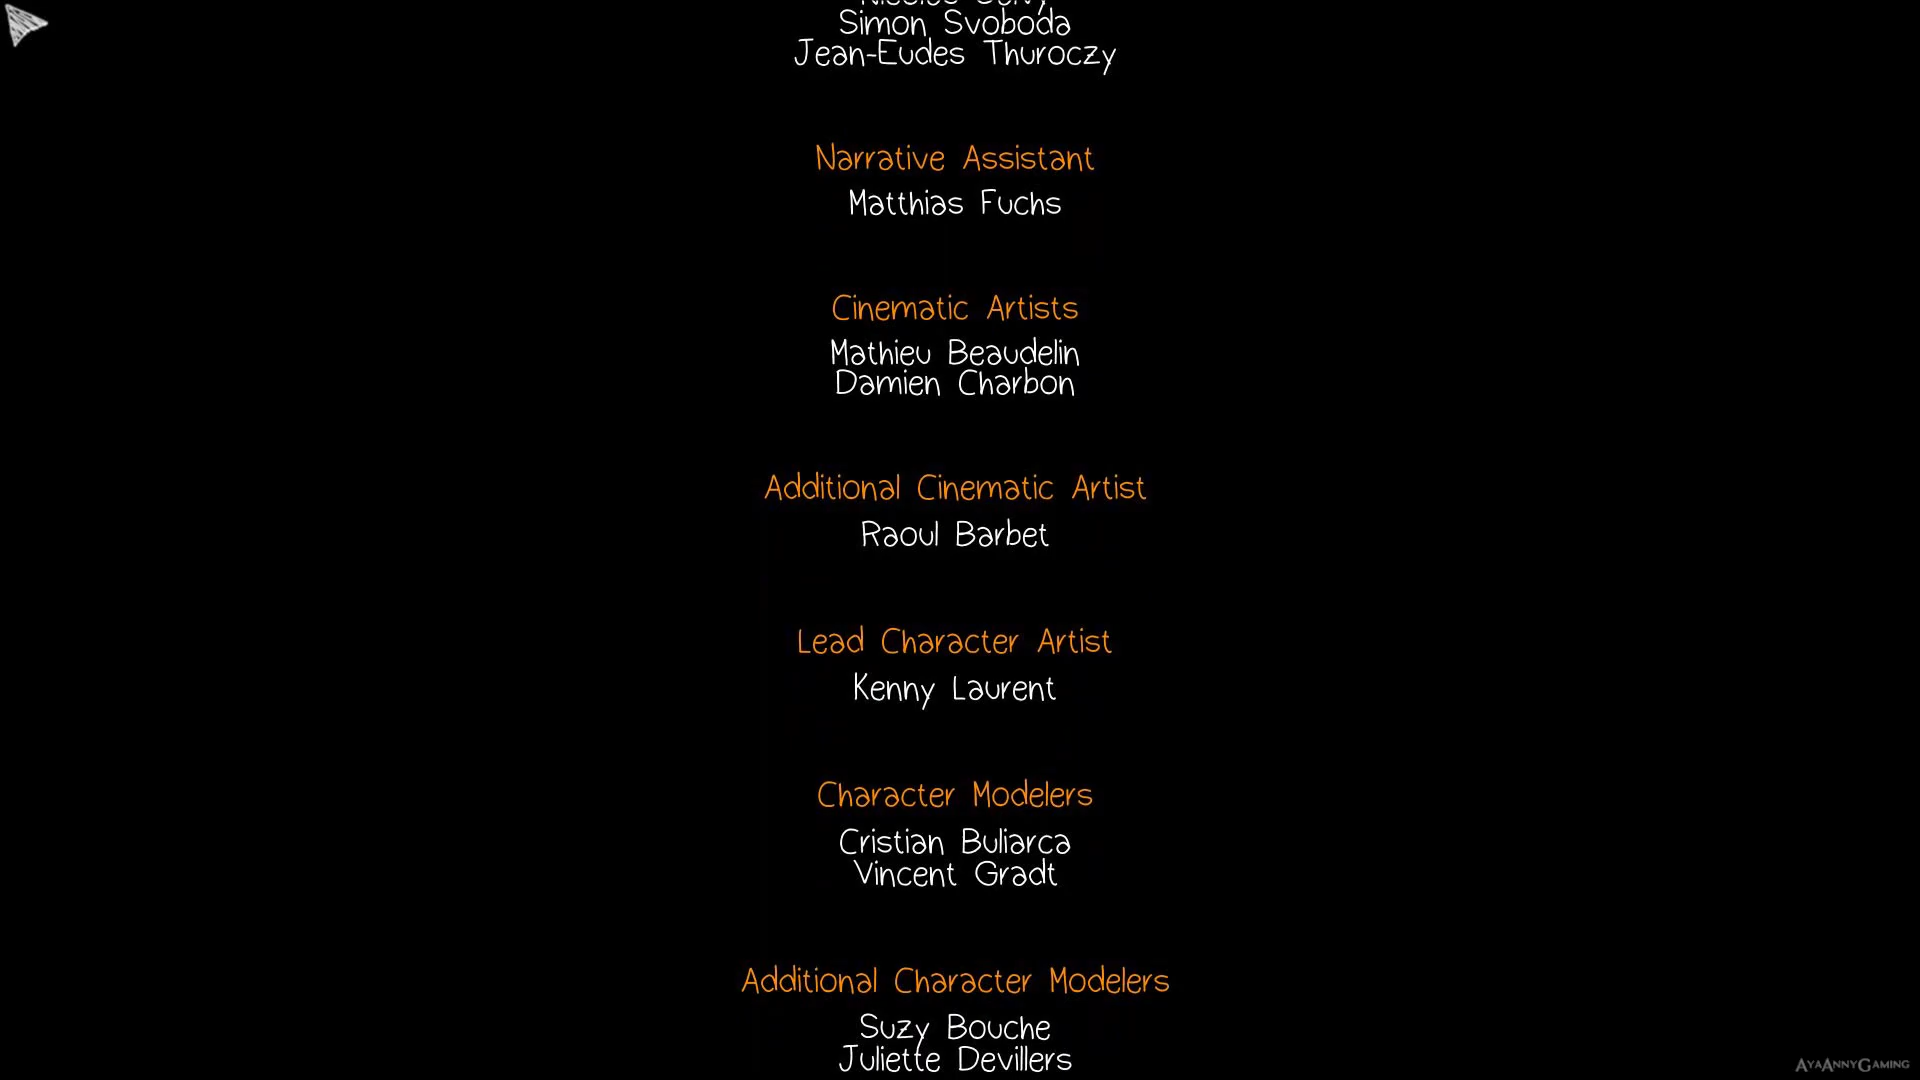 Simon Svoboda
Jean-Eudes Thuroczy
Narrative Assistant
Matthias Fuchs
Cinematic Artists
Mathieu Beaudelin
Damien Charbon
Additional Cinematic Artist
Raoul Barbet
Lead Character Artist
Kenny Laurent
Character Modelers
Cristian Buliarca
Vincent Gradt
Additional Character Modelers
Suzy Bouche
Juliette Devillers
AyaAnnyGaming